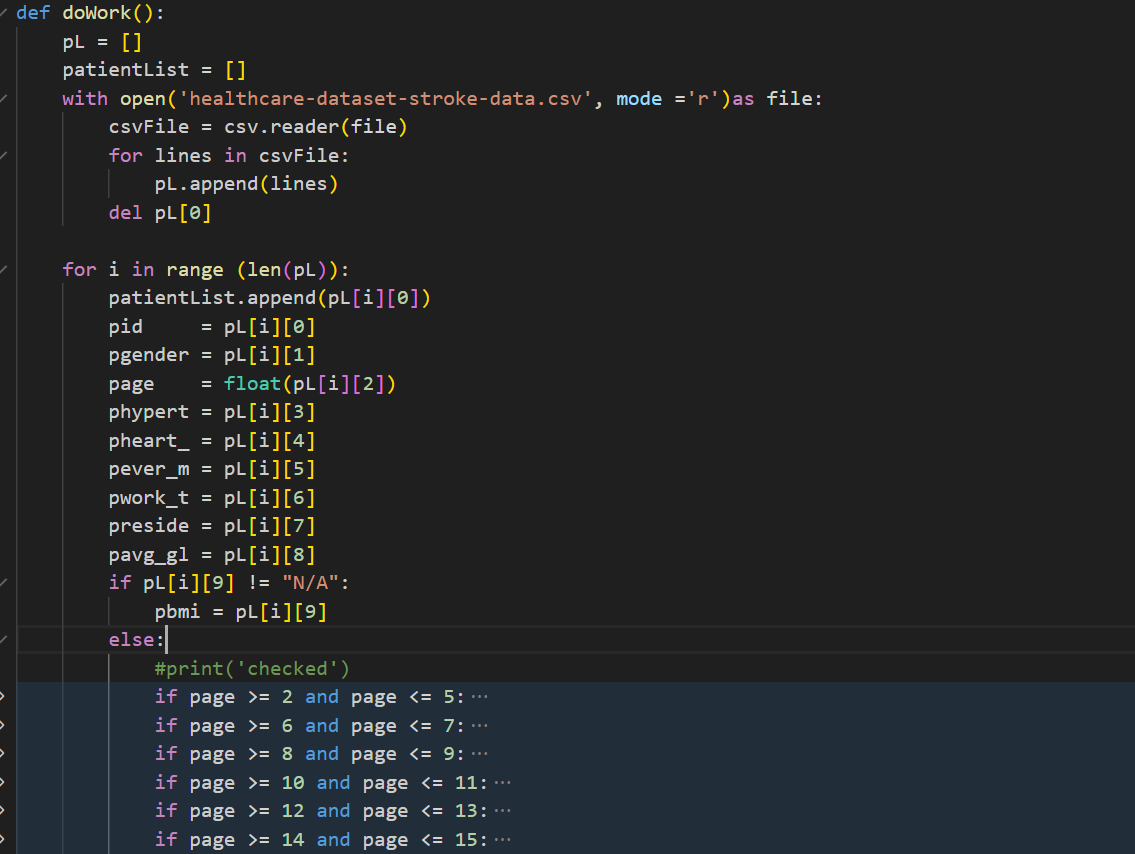 def doWork():
    pL = []
    patientList = []
    with open('healthcare-dataset-stroke-data.csv', mode ='r')as file:
        csvFile = csv.reader(file)
        for lines in csvFile:
            pL.append(lines)
        del pL[0]

    for i in range (len(pL)):
        patientList.append(pL[i][0])
        pid     = pL[i][0]
        pgender = pL[i][1]
        page    = float(pL[i][2])
        phypert = pL[i][3]
        pheart_ = pL[i][4]
        pever_m = pL[i][5]
        pwork_t = pL[i][6]
        preside = pL[i][7]
        pavg_gl = pL[i][8]
        if pL[i][9] != "N/A":
            pbmi = pL[i][9]
        else:
            #print('checked')
            if page >= 2 and page <= 5:···
            if page >= 6 and page <= 7:···
            if page >= 8 and page <= 9:···
            if page >= 10 and page <= 11:···
            if page >= 12 and page <= 13:···
            if page >= 14 and page <= 15:···